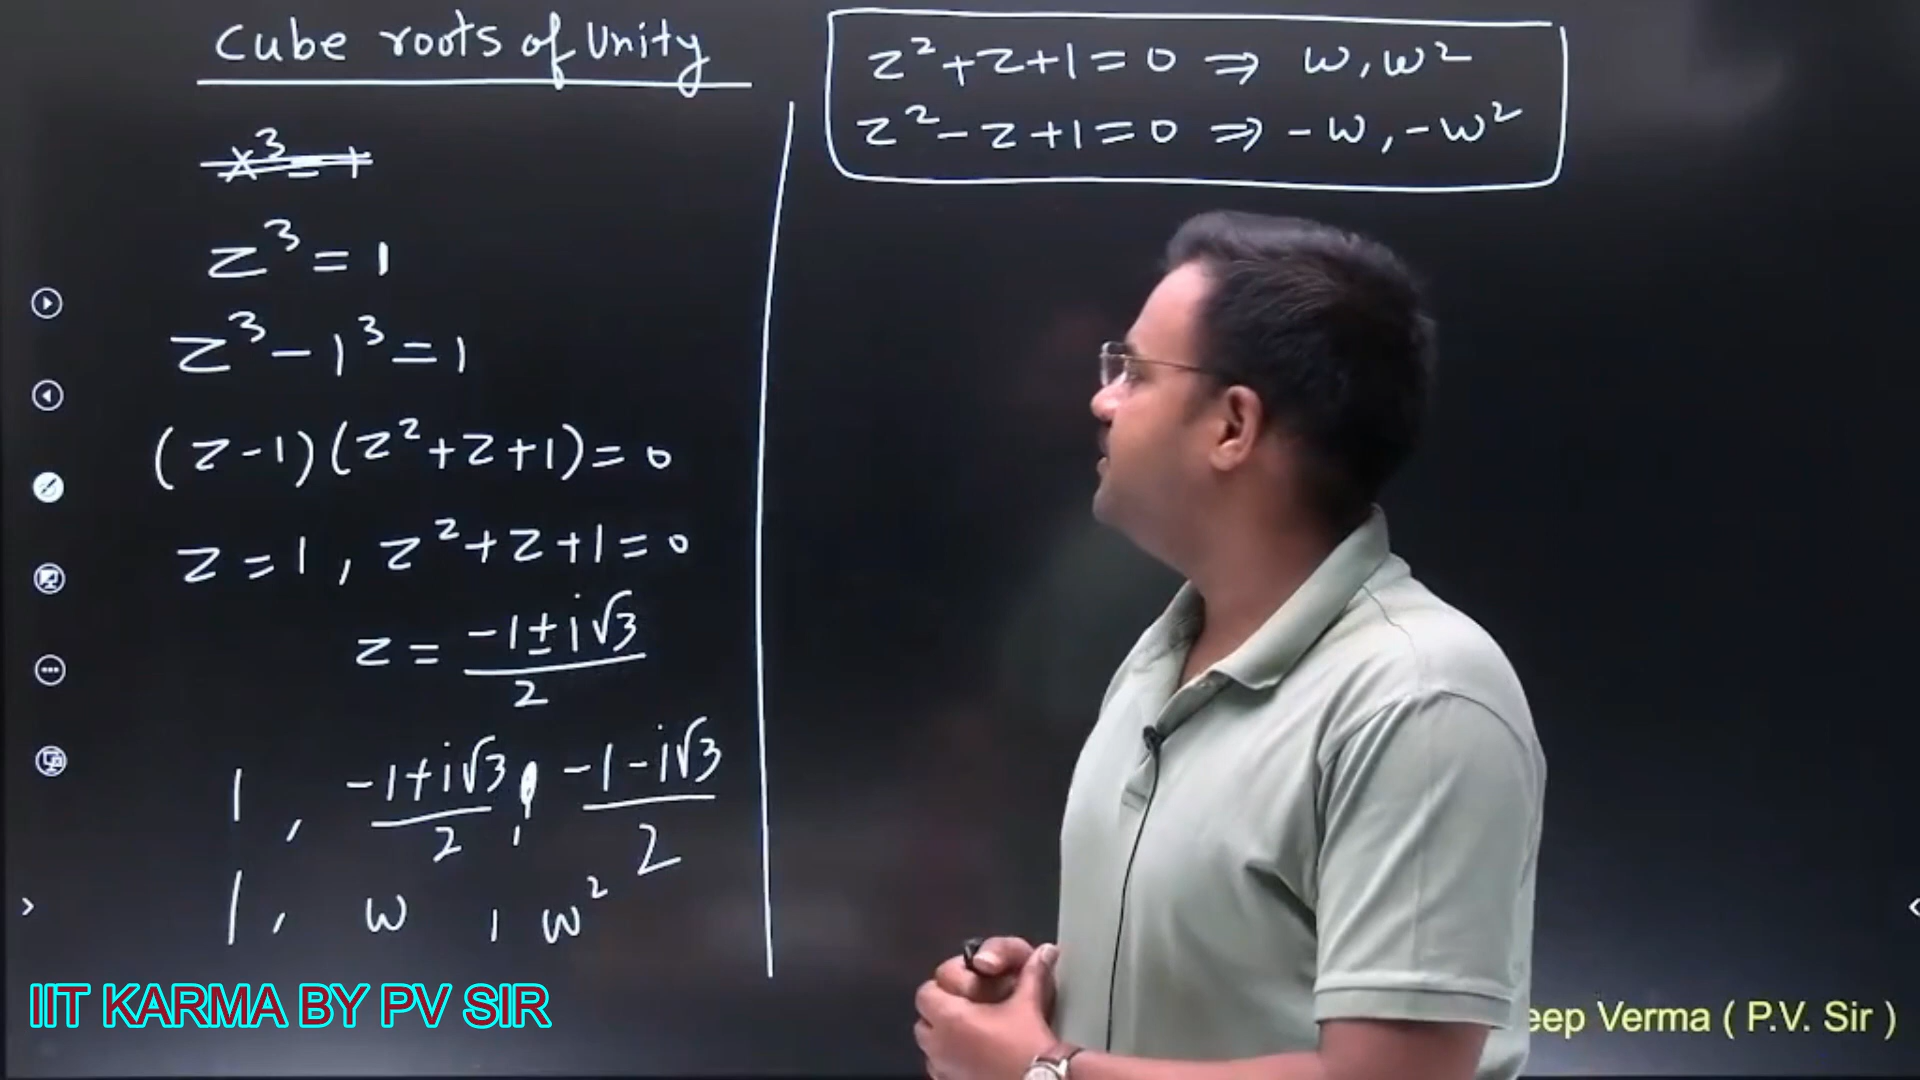 Cube roots of Unity
x³ = 1
z³ = 1
z³ - 1³ = 1
(z-1)(z²+z+1) = 0
z = 1, z²+z+1 = 0
z = (-1 ± i√3)/2
1, (-1+i√3)/2, (-1-i√3)/2
1, ω, ω²
z²+z+1 = 0 ⇒ ω, ω²
z²-z+1 = 0 ⇒ -ω, -ω²
IIT KARMA BY PV SIR
eep Verma ( P.V. Sir )